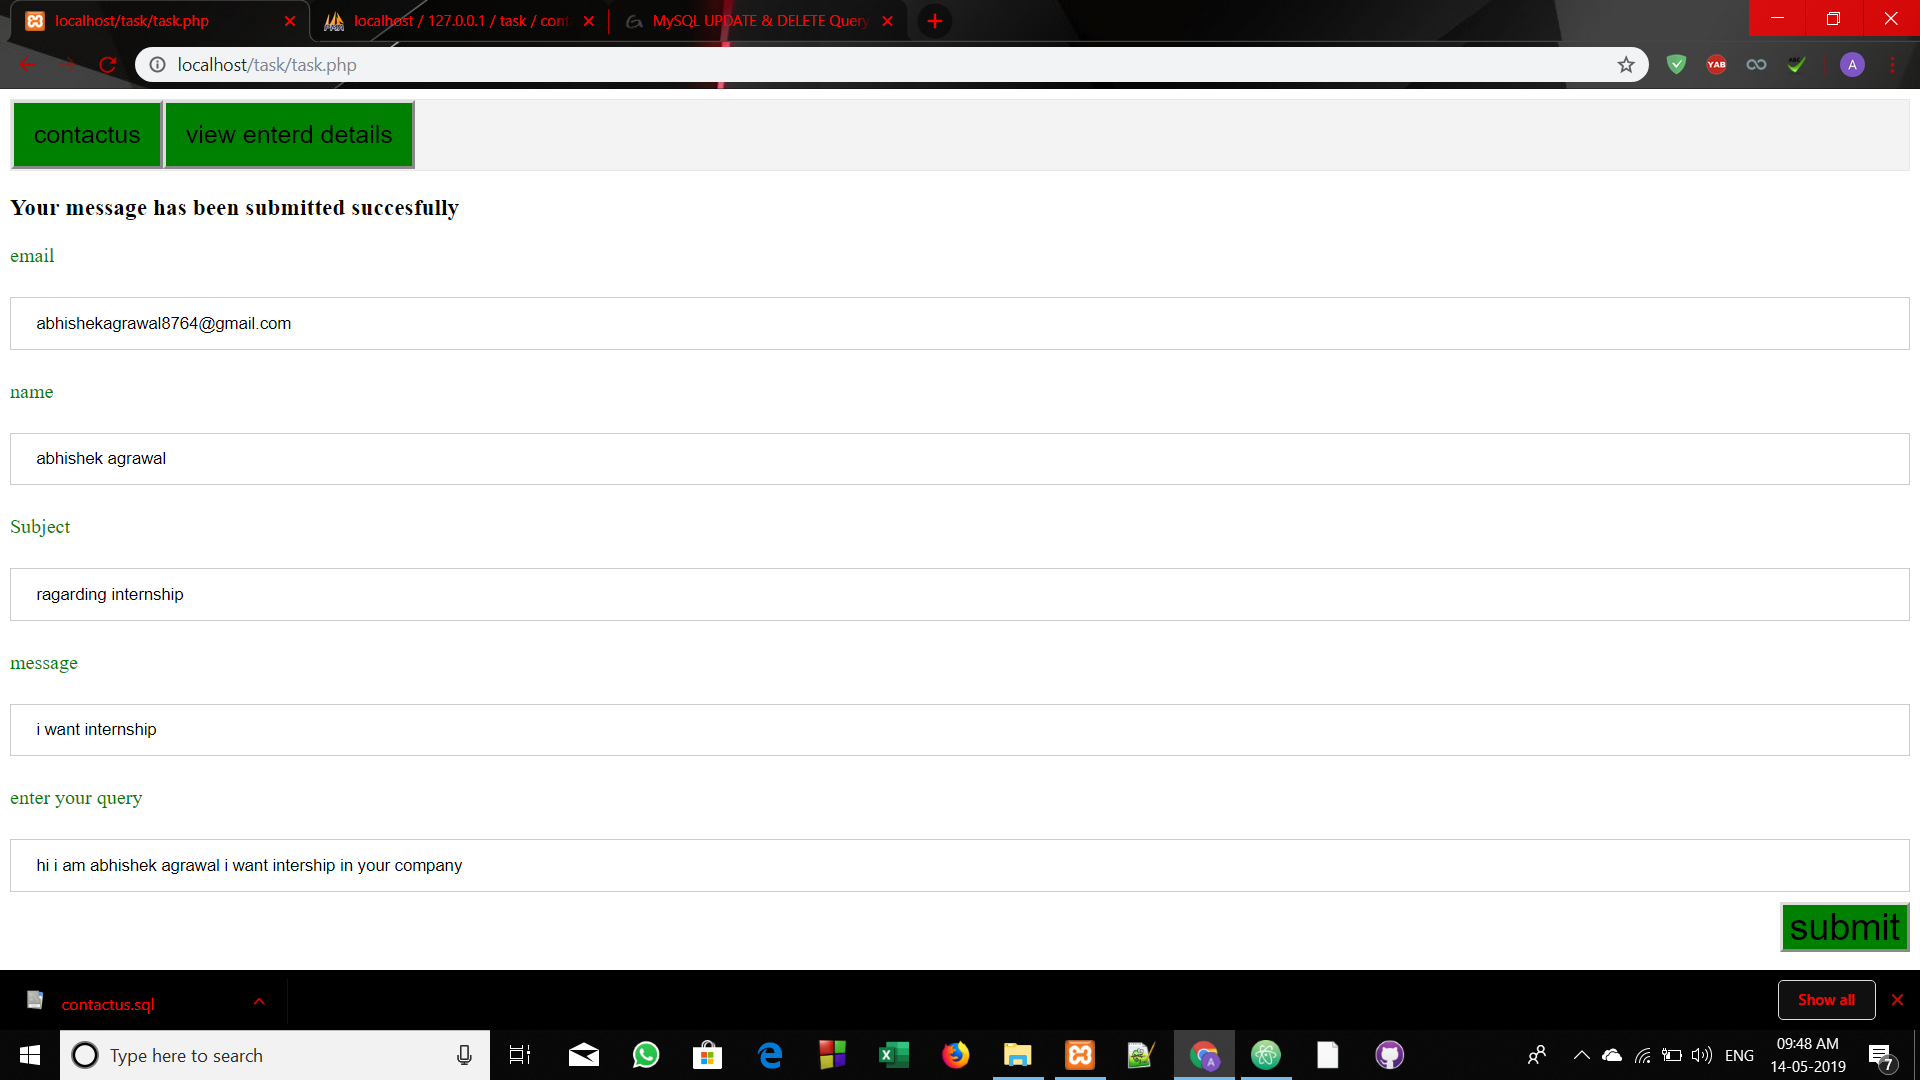 localhost/task/task.php
localhost / 127.0.0.1 / task / cont
MySQL UPDATE & DELETE Query
localhost/task/task.php
YAB
ABC
A
contactus
view enterd details
Your message has been submitted succesfully
email
abhishekagrawal8764@gmail.com
name
abhishek agrawal
Subject
ragarding internship
message
i want internship
enter your query
hi i am abhishek agrawal i want intership in your company
submit
contactus.sql
Show all
Type here to search
ENG
09:48 AM
14-05-2019
7